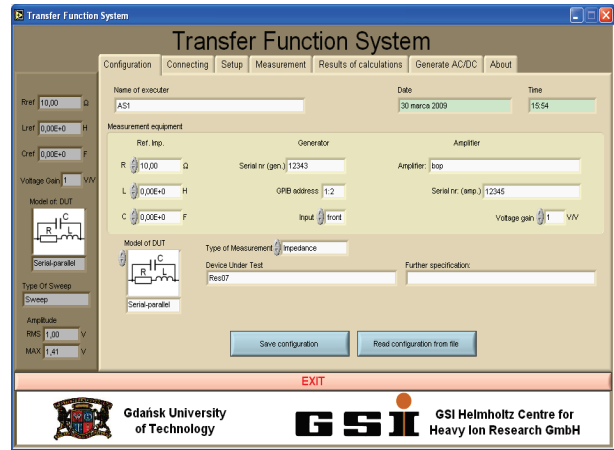 Transfer Function System
Transfer Function System
Configuration Connecting Setup Measurement Results of calculations Generate AC/DC About
Rref 10,00 Ω
Lref 0,00E+0 H
Cref 0,00E+0 F
Voltage Gain 1 V/V
Model of: DUT
C
R L
Serial-parallel
Type Of Sweep
Sweep
Amplitude
RMS 1,00 V
MAX 1,41 V
Name of executer
AS1
Date
30 marca 2009
Time
15:54
Measurement equipment
Ref. Imp.
R 10,00 Ω
L 0,00E+0 H
C 0,00E+0 F
Generator
Serial nr (gen.) 12343
GPIB address 1:2
Input front
Amplifier
Amplifier: bop
Serial nr: (amp.) 12345
Voltage gain 1 V/V
Model of DUT
C
R L
Serial-parallel
Type of Measurement Impedance
Device Under Test
Res07
Further specification:
Save configuration
Read configuration from file
EXIT
Gdańsk University
of Technology
GSI
GSI Helmholtz Centre for
Heavy Ion Research GmbH